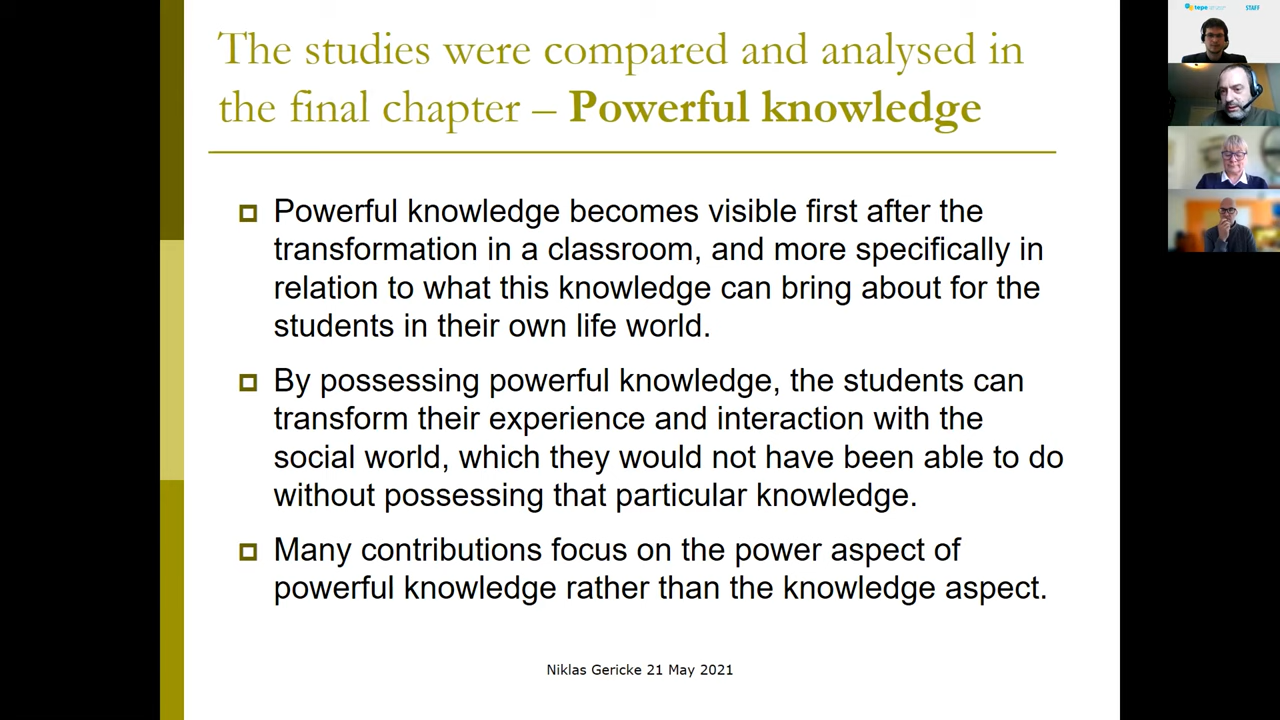 The studies were compared and analysed in
the final chapter – Powerful knowledge
Powerful knowledge becomes visible first after the
transformation in a classroom, and more specifically in
relation to what this knowledge can bring about for the
students in their own life world.
By possessing powerful knowledge, the students can
transform their experience and interaction with the
social world, which they would not have been able to do
without possessing that particular knowledge.
Many contributions focus on the power aspect of
powerful knowledge rather than the knowledge aspect.
Niklas Gericke 21 May 2021
tepe
STAFF